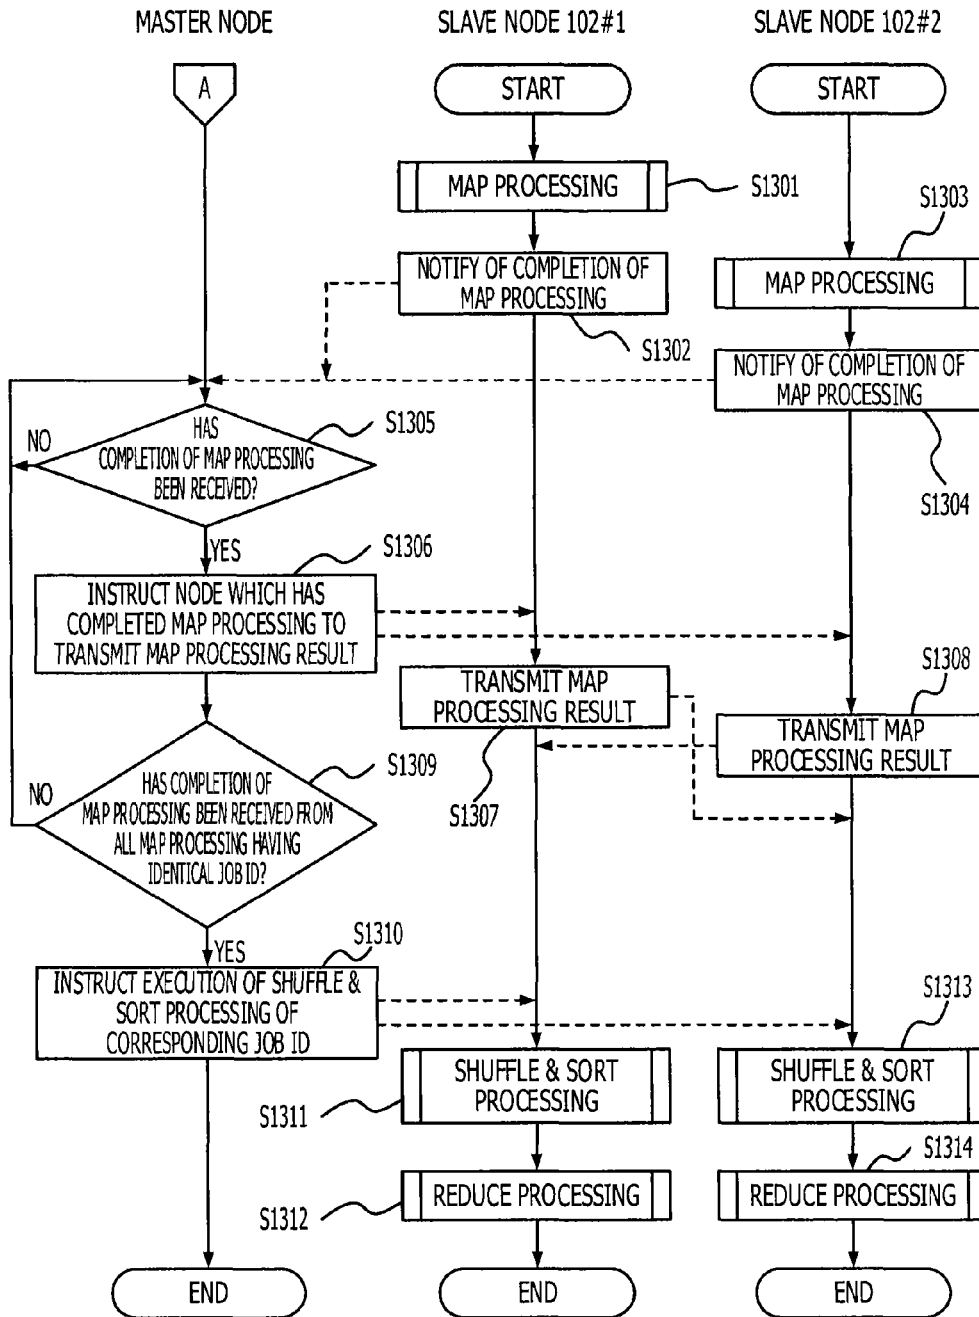 MASTER NODE
SLAVE NODE 102#1
SLAVE NODE 102#2
A
START
START
MAP PROCESSING
S1301
S1303
NOTIFY OF COMPLETION OF
MAP PROCESSING
S1302
MAP PROCESSING
NOTIFY OF COMPLETION OF
MAP PROCESSING
S1304
HAS
COMPLETION OF MAP PROCESSING
BEEN RECEIVED?
S1305
NO
YES
S1306
INSTRUCT NODE WHICH HAS
COMPLETED MAP PROCESSING TO
TRANSMIT MAP PROCESSING RESULT
TRANSMIT MAP
PROCESSING RESULT
S1307
S1308
TRANSMIT MAP
PROCESSING RESULT
HAS COMPLETION OF
MAP PROCESSING BEEN RECEIVED FROM
ALL MAP PROCESSING HAVING
IDENTICAL JOB ID?
S1309
NO
YES
S1310
INSTRUCT EXECUTION OF SHUFFLE &
SORT PROCESSING OF
CORRESPONDING JOB ID
SHUFFLE & SORT
PROCESSING
S1311
S1313
SHUFFLE & SORT
PROCESSING
REDUCE PROCESSING
S1312
S1314
REDUCE PROCESSING
END
END
END